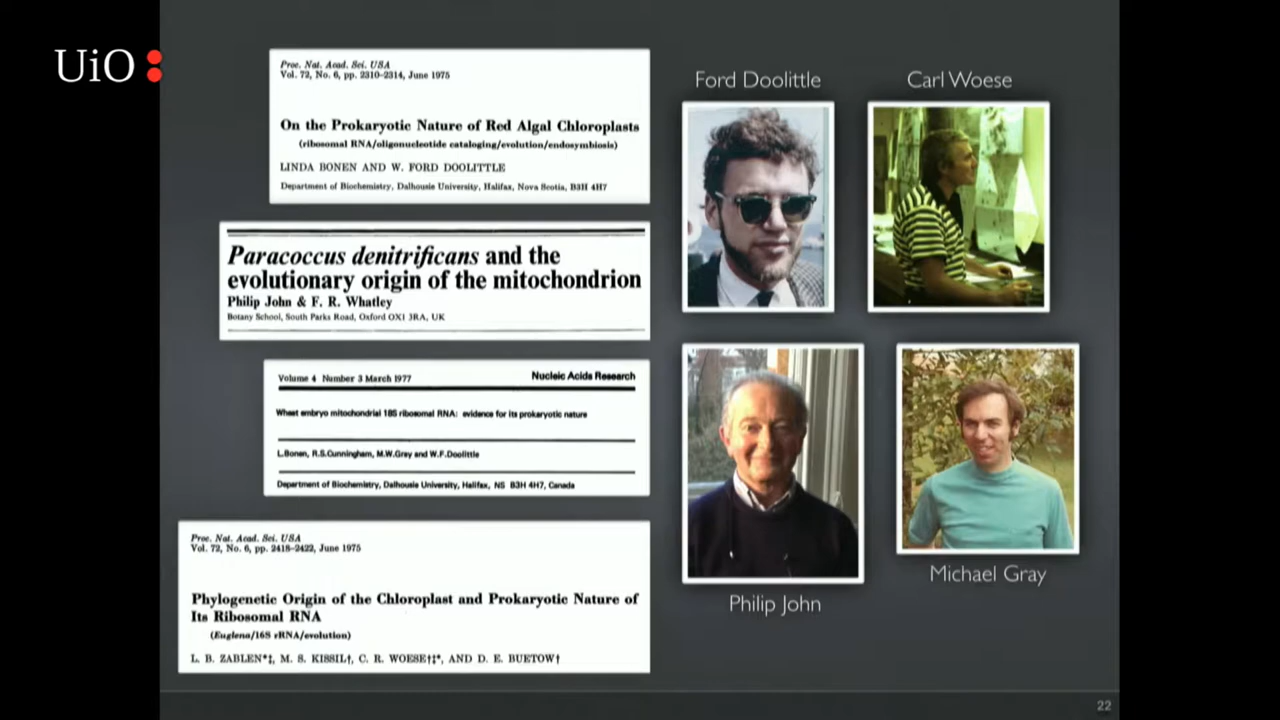 UiO:
Proc. Nat. Acad. Sci. USA
Vol. 72, No. 6, pp. 2310-2314, June 1975
On the Prokaryotic Nature of Red Algal Chloroplasts
(ribosomal RNA/oligonucleotide cataloging/evolution/endosymbiosis)
LINDA BONEN AND W. FORD DOOLITTLE
Department of Biochemistry, Dalhousie University, Halifax, Nova Scotia, B3H 4H7
Paracoccus denitrificans and the
evolutionary origin of the mitochondrion
Philip John & F. R. Whatley
Botany School, South Parks Road, Oxford OX1 3RA, UK
Volume 4 Number 3 March 1977
Nucleic Acids Research
Wheat embryo mitochondrial 18S ribosomal RNA: evidence for its prokaryotic nature
L.Bonen, R.S.Cunningham, M.W.Gray and W.F.Doolittle
Department of Biochemistry, Dalhousie University, Halifax, NS B3H 4H7, Canada
Proc. Nat. Acad. Sci. USA
Vol. 72, No. 6, pp. 2418-2422, June 1975
Phylogenetic Origin of the Chloroplast and Prokaryotic Nature of
Its Ribosomal RNA
(Euglena/16S rRNA/evolution)
L. B. ZABLEN*‡, M. S. KISSIL†, C. R. WOESE†‡*, AND D. E. BUETOW†
Ford Doolittle
Carl Woese
Philip John
Michael Gray
22